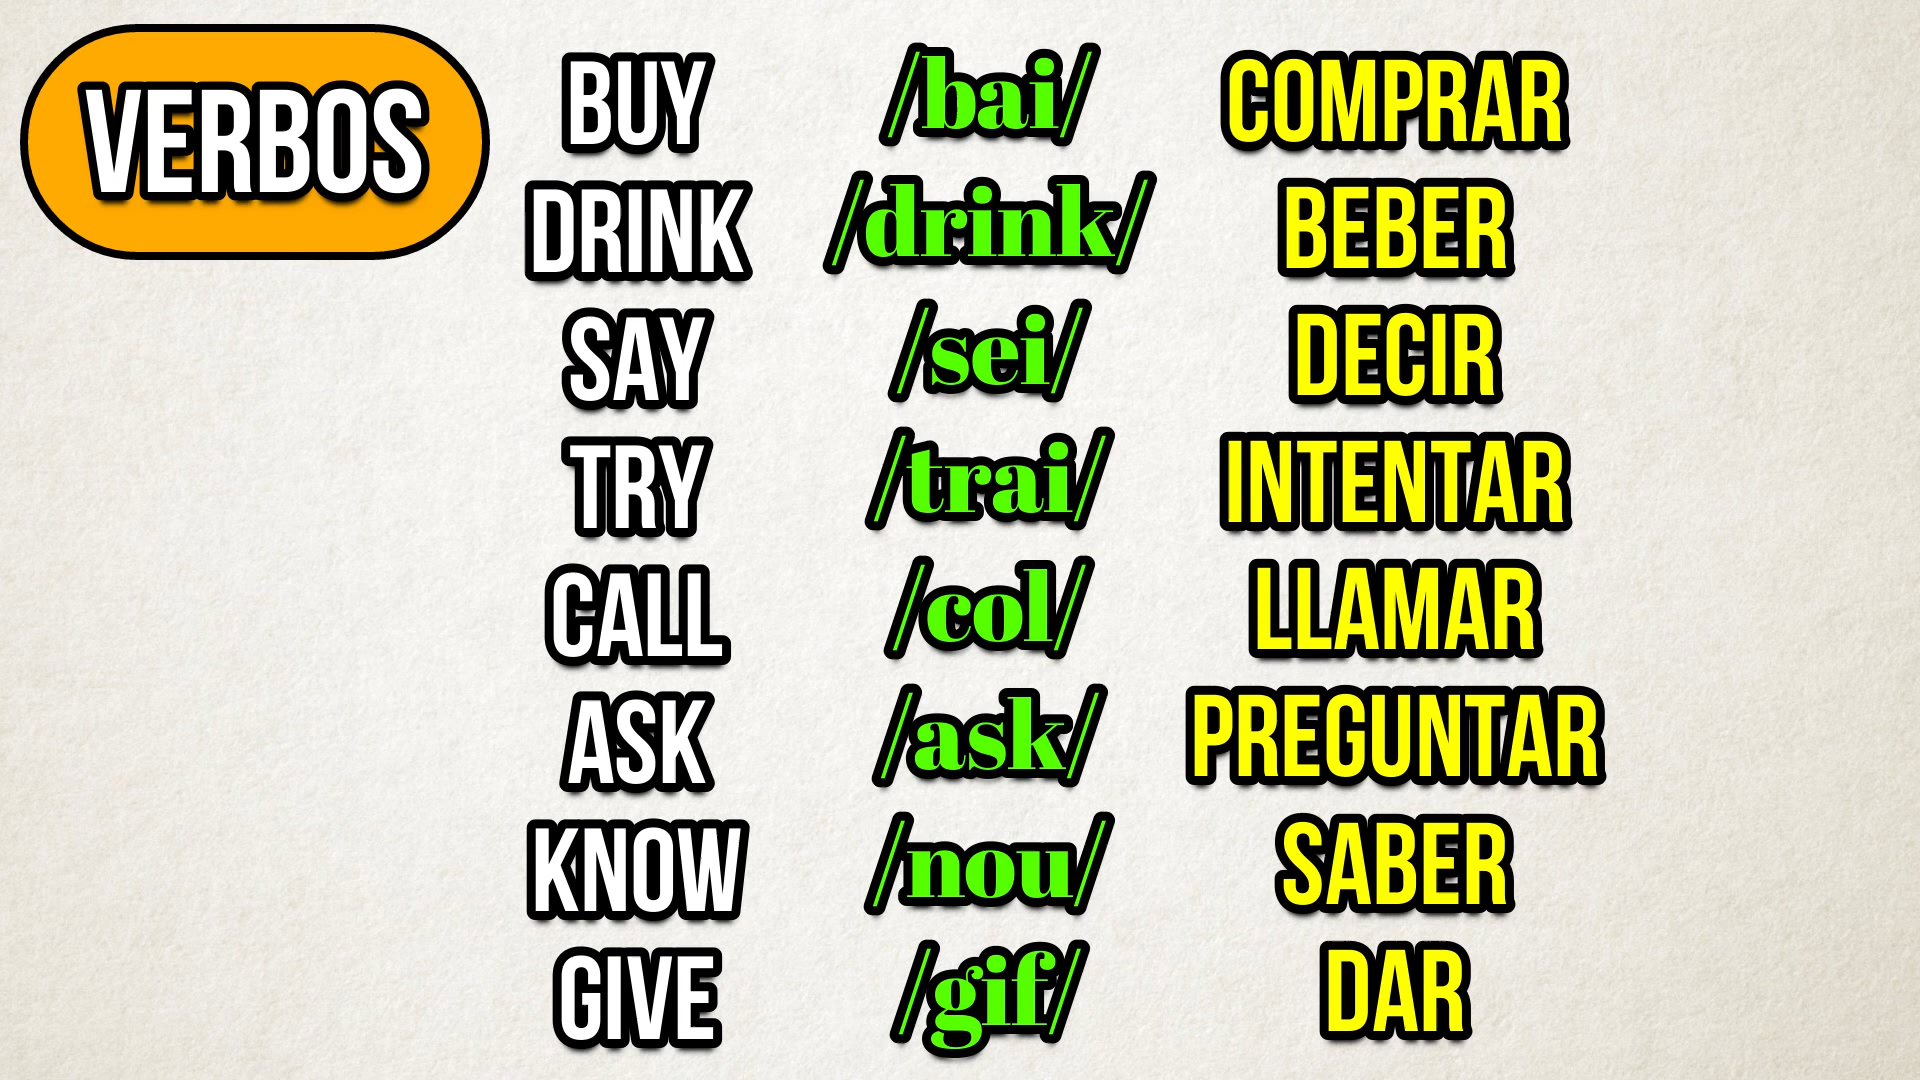 VERBOS
BUY /bai/ COMPRAR
DRINK /drink/ BEBER
SAY /sei/ DECIR
TRY /trai/ INTENTAR
CALL /col/ LLAMAR
ASK /ask/ PREGUNTAR
KNOW /nou/ SABER
GIVE /gif/ DAR